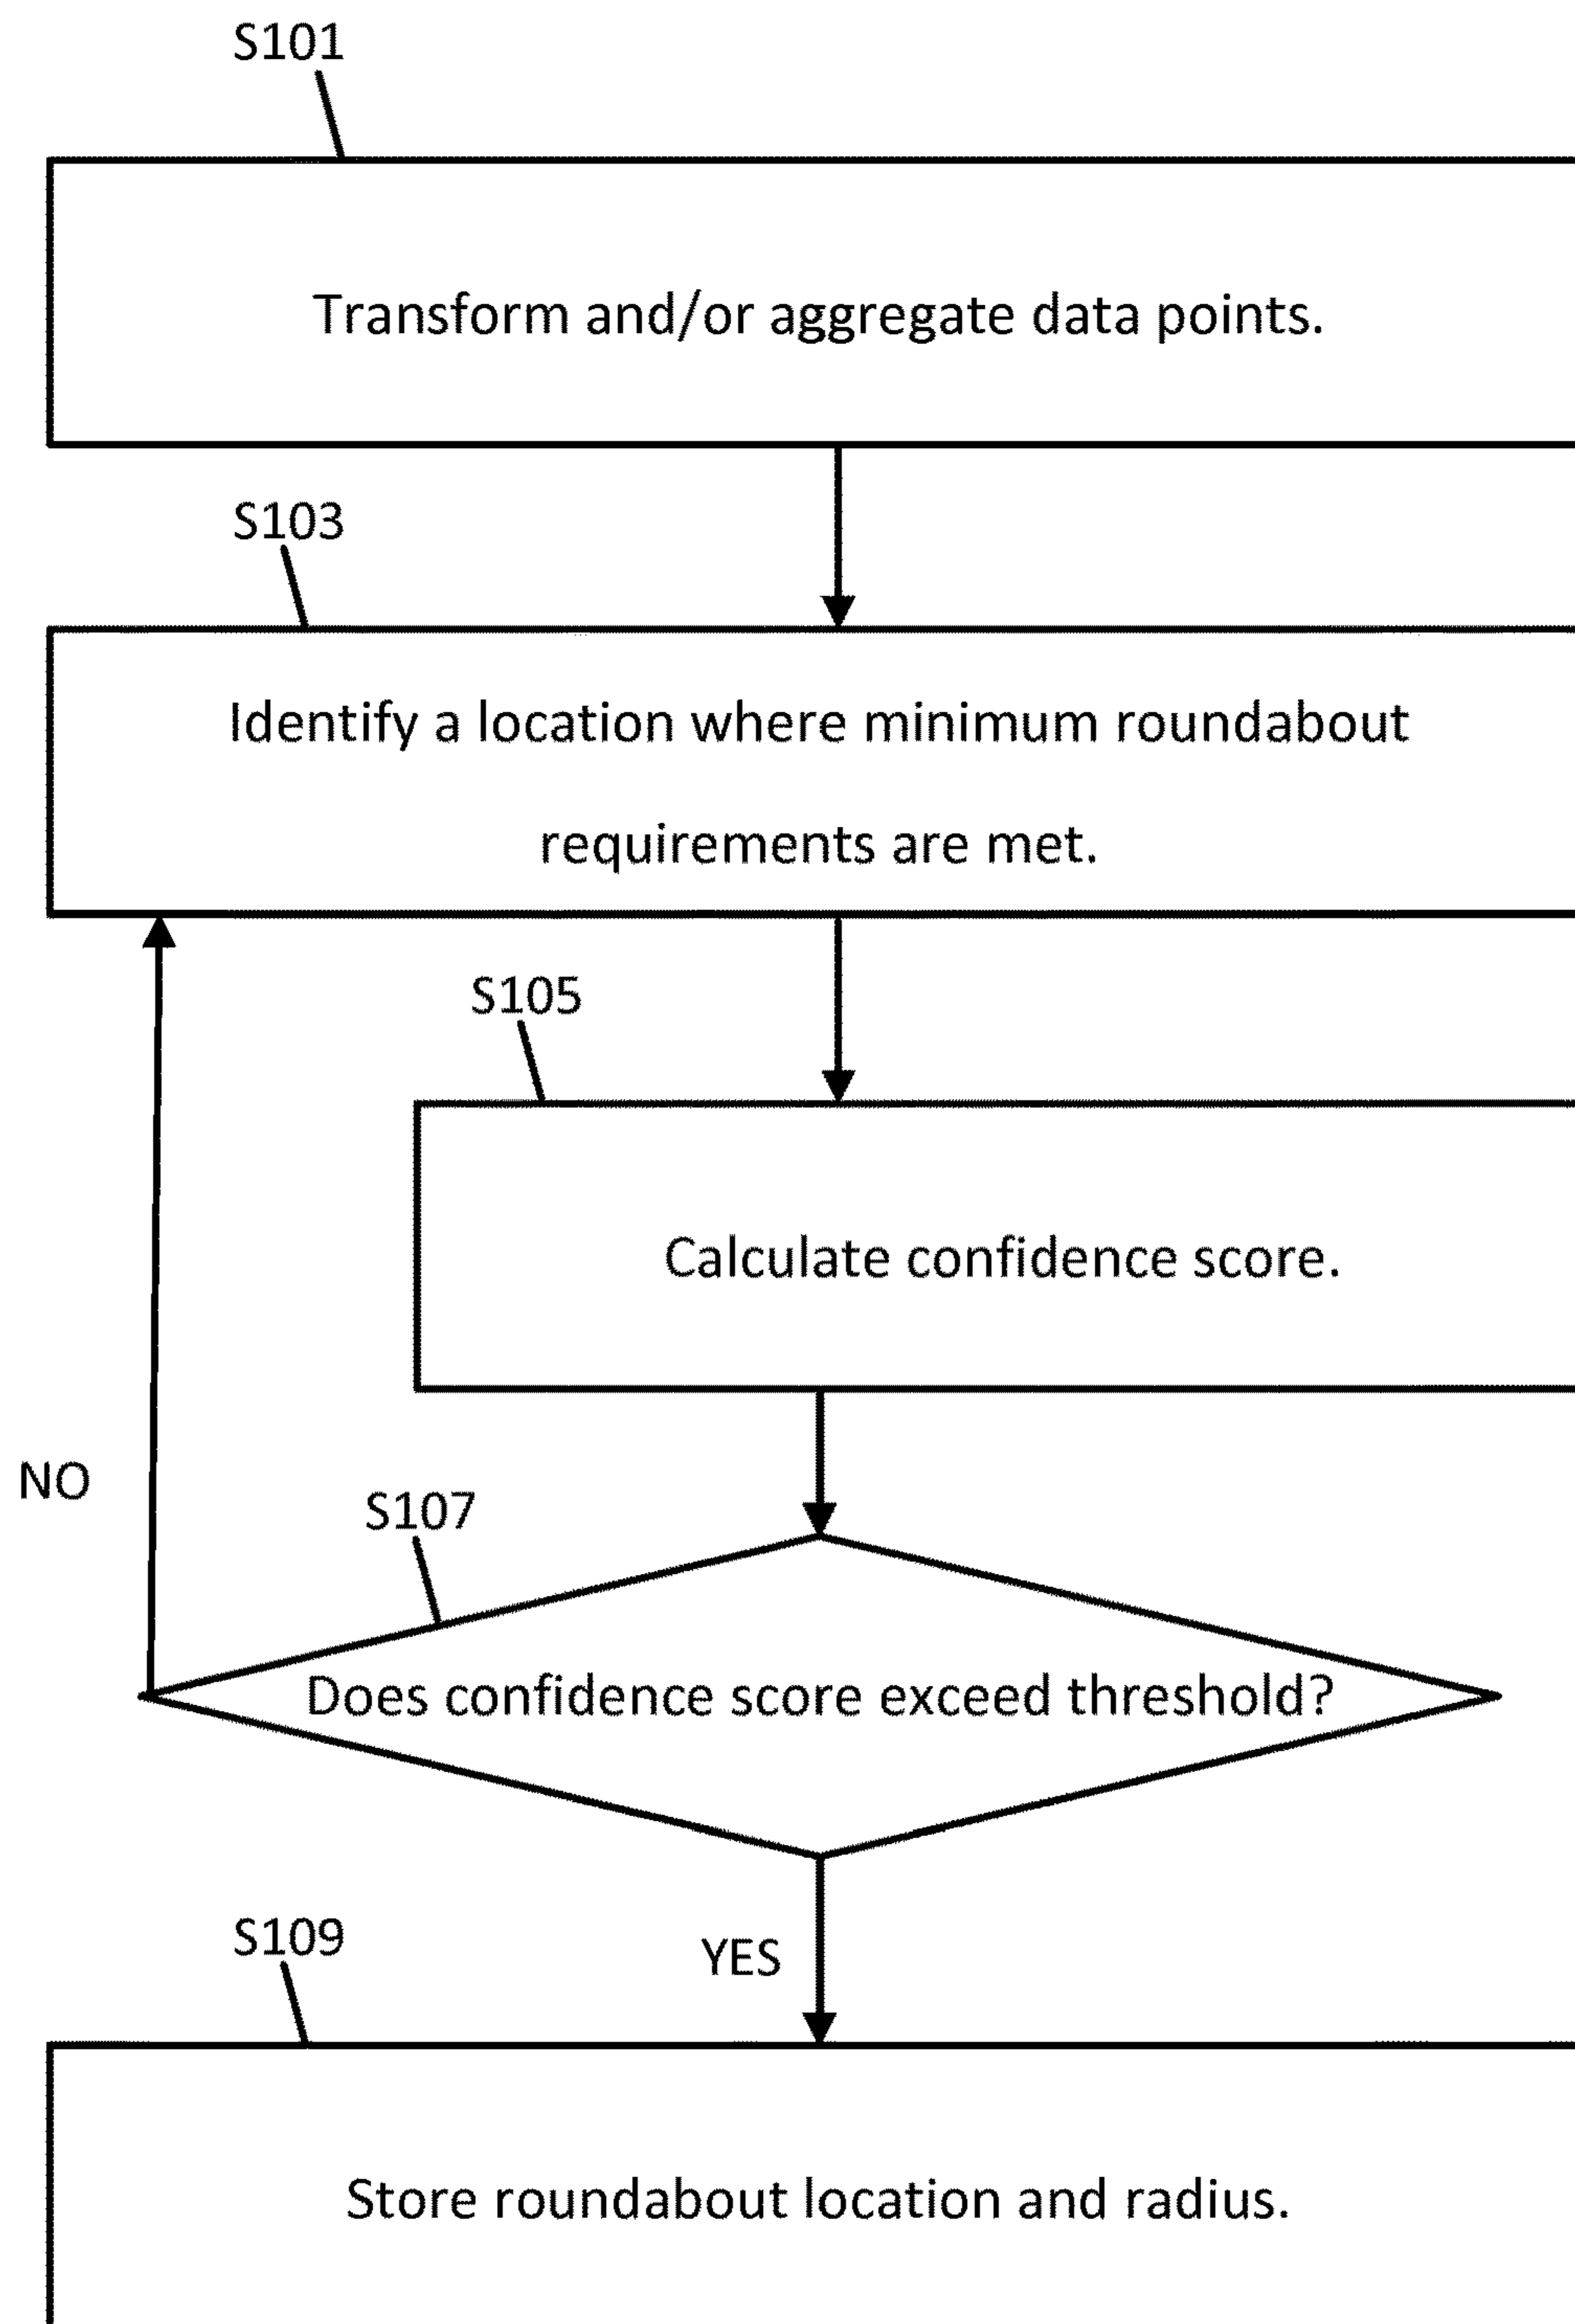 S101
Transform and/or aggregate data points.
S103
Identify a location where minimum roundabout
requirements are met.
S105
Calculate confidence score.
NO
S107
Does confidence score exceed threshold?
S109
YES
Store roundabout location and radius.